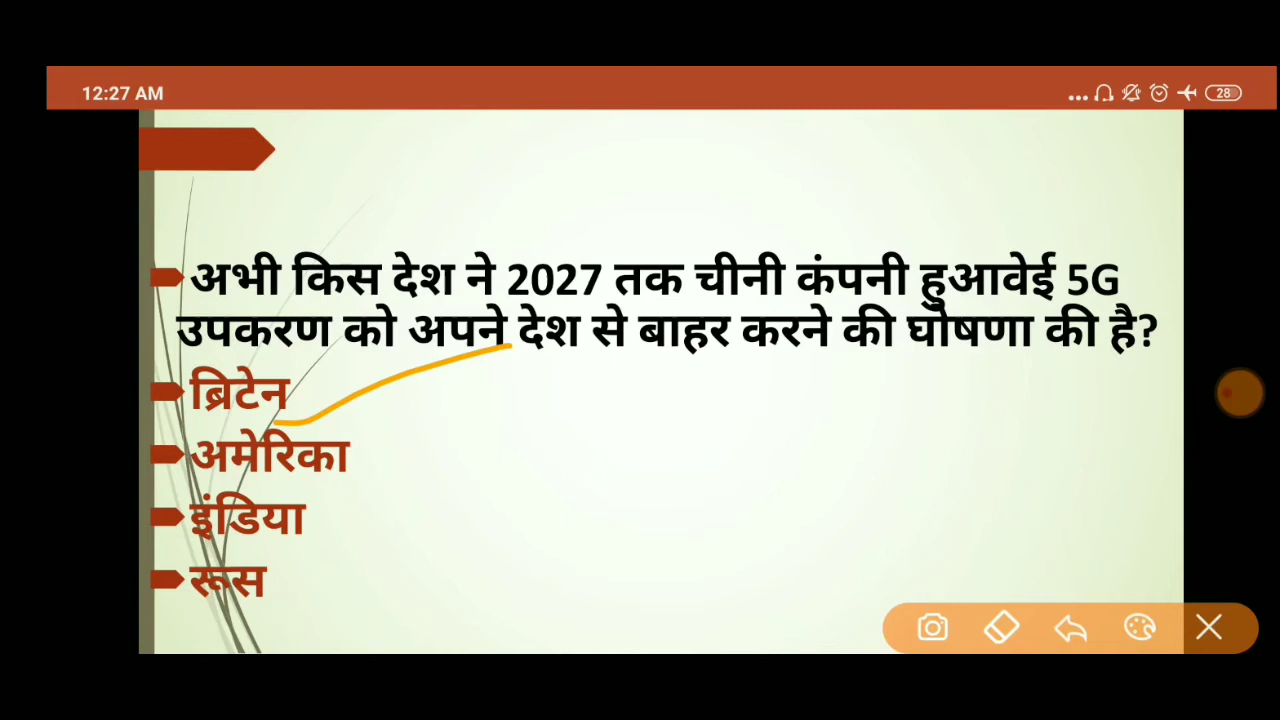 12:27 AM
28
अभी किस देश ने 2027 तक चीनी कंपनी हुआवेई 5G
उपकरण को अपने देश से बाहर करने की घोषणा की है?
ब्रिटेन
अमेरिका
इंडिया
रूस